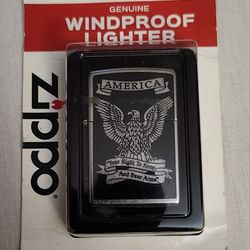 GENUINE
WINDPROOF
LIGHTER
zippo
AMERICA
"Your Right To Keep
And Bear Arms"